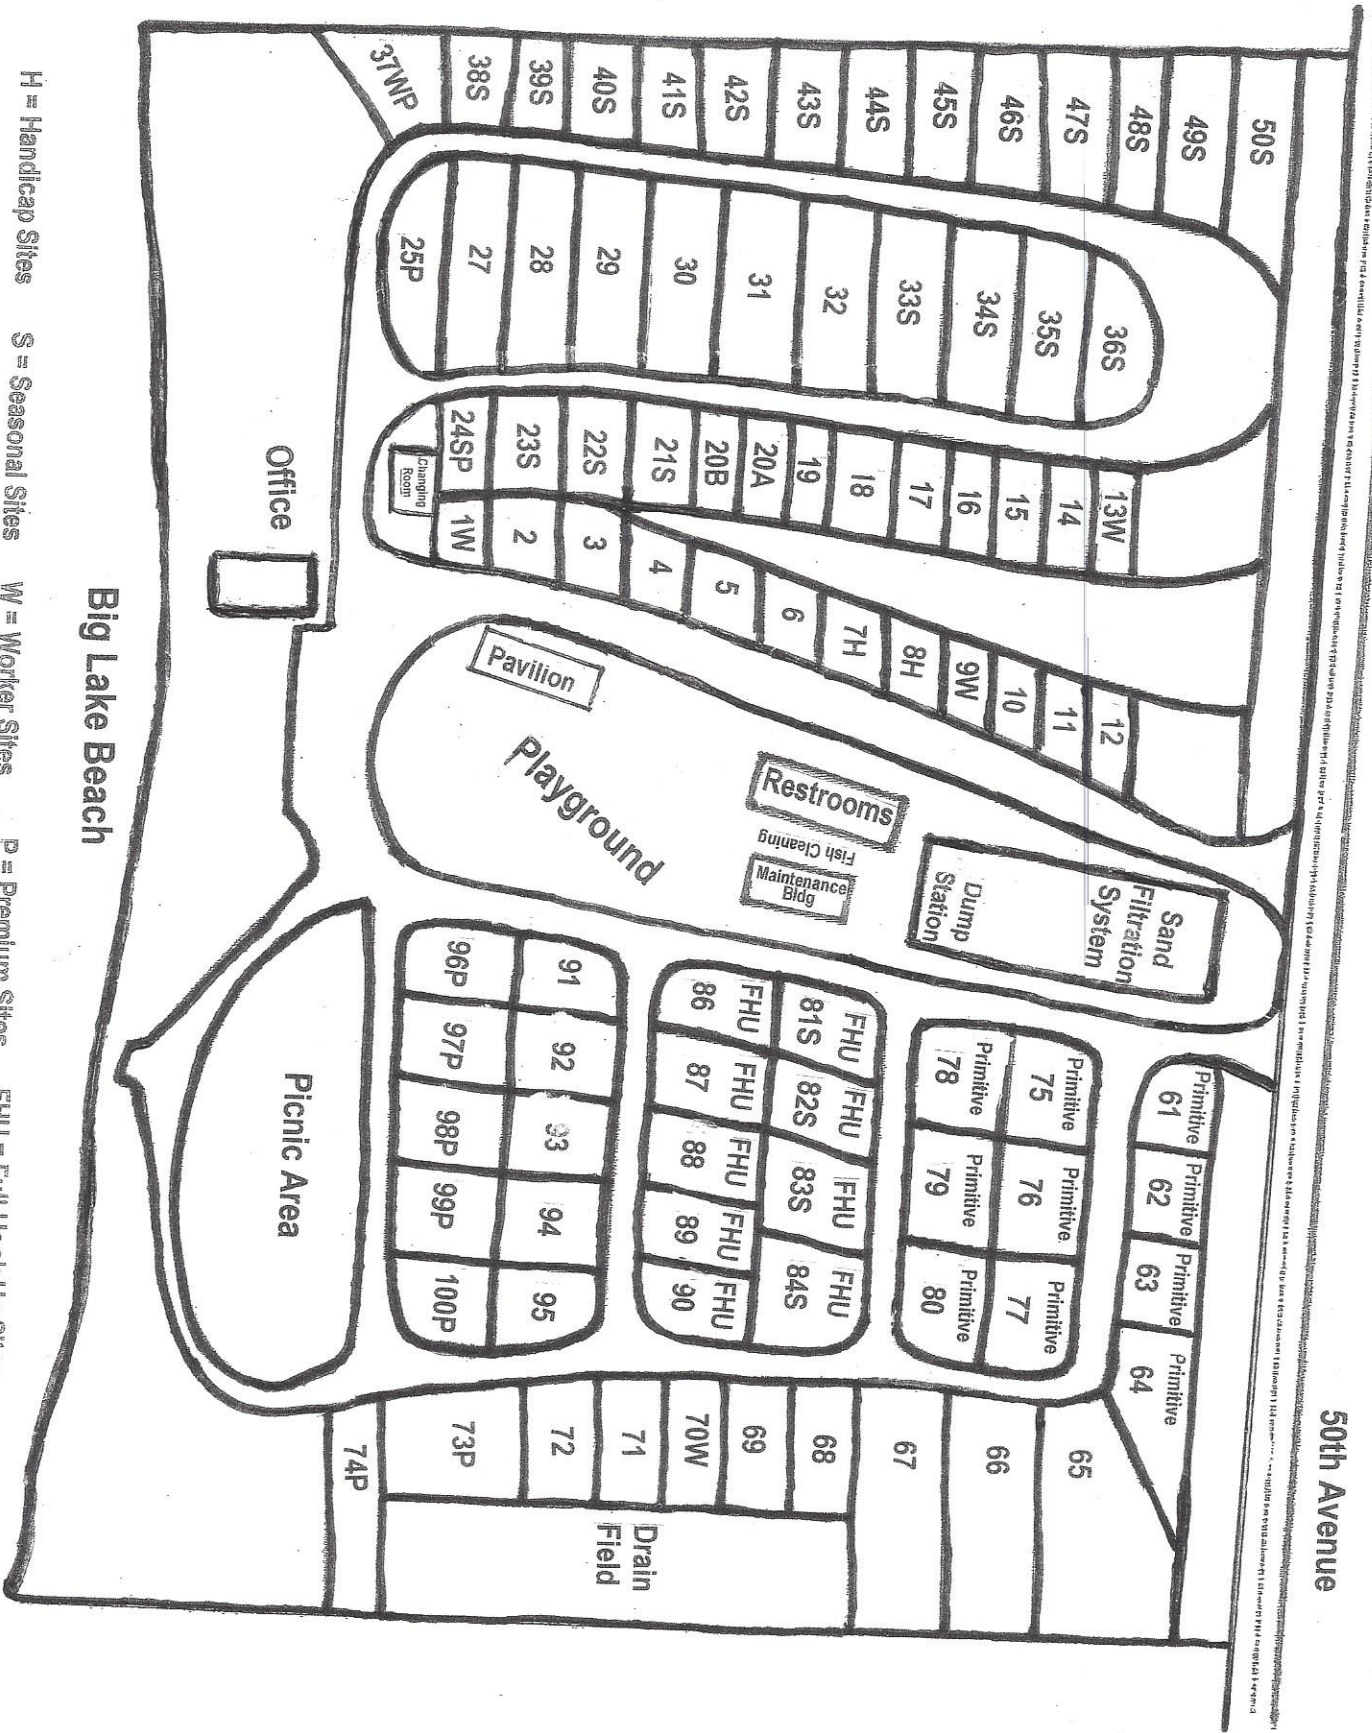 50th Avenue
50S
49S
48S
47S
46S
45S
44S
43S
42S
41S
40S
39S
38S
37WP
36S
35S
34S
33S
32
31
30
29
28
27
25P
13W
14
15
16
17
18
19
20A
20B
21S
22S
23S
24SP
Changing
Room
12
11
10
9W
8H
7H
6
5
4
3
2
1W
Office
Pavilion
Playground
Restrooms
Fish Cleaning
Maintenance
Bldg
Sand
Filtration
System
Dump
Station
Primitive
61
Primitive
62
Primitive
63
Primitive
64
Primitive
75
Primitive
76
Primitive
77
Primitive
78
Primitive
79
Primitive
80
FHU
81S
FHU
82S
FHU
83S
FHU
84S
FHU
86
FHU
87
FHU
88
FHU
89
FHU
90
91
92
93
94
95
96P
97P
98P
99P
100P
65
66
67
68
69
70W
71
72
73P
74P
Drain
Field
Picnic Area
Big Lake Beach
H = Handicap Sites S = Seasonal Sites W = Worker Sites P = Premium Sites FHU = Full